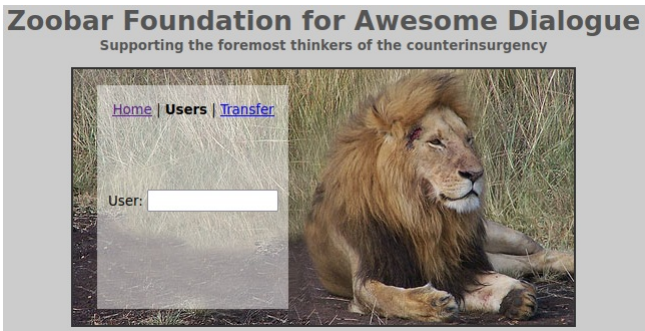 Zoobar Foundation for Awesome Dialogue
Supporting the foremost thinkers of the counterinsurgency
Home | Users | Transfer
User: